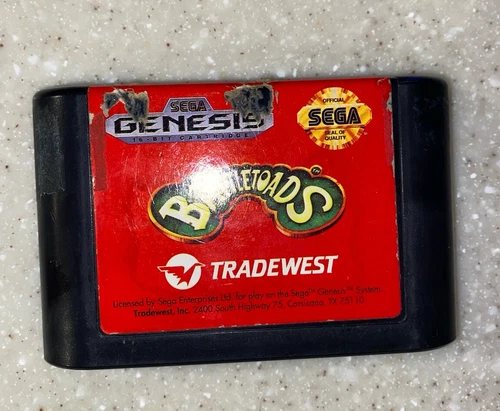 SEGA
GENESIS
16-BIT CARTRIDGE
OFFICIAL
SEGA
SEAL OF
QUALITY
BATTLETOADS™
TRADEWEST
Licensed by Sega Enterprises Ltd. for play on the Sega™ Genesis™ System.
Tradewest, Inc. 2400 South Highway 75, Corsicana, TX 75110